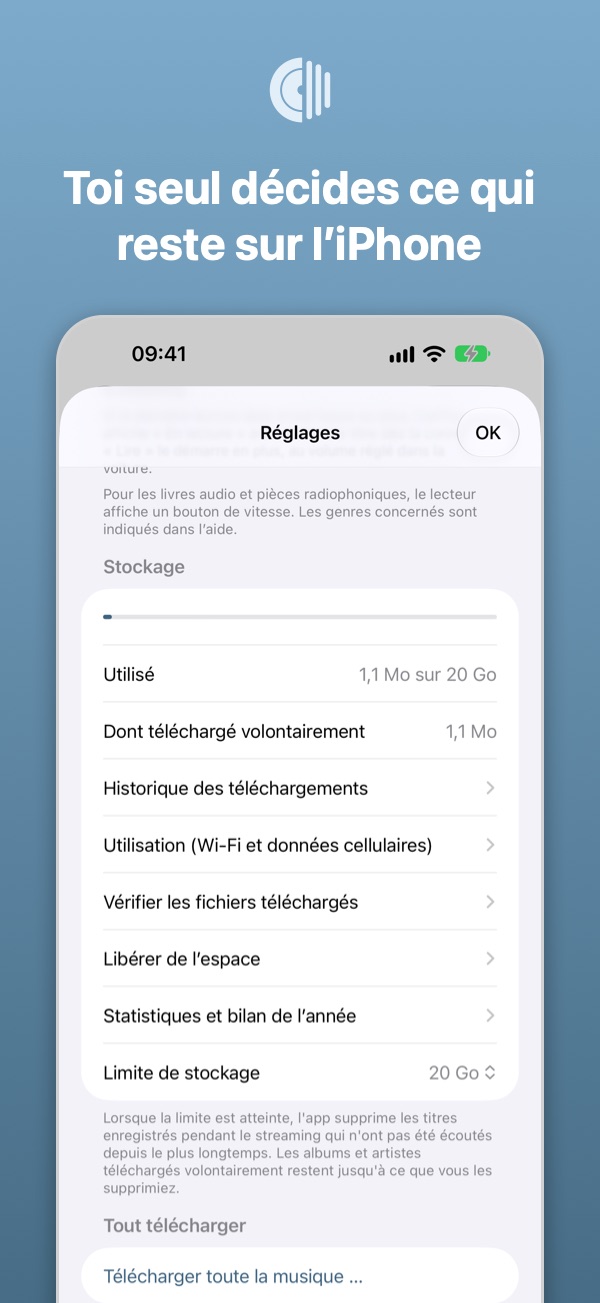 Toi seul décides ce qui
reste sur l’iPhone
09:41
Réglages
OK
voiture.
Pour les livres audio et pièces radiophoniques, le lecteur
affiche un bouton de vitesse. Les genres concernés sont
indiqués dans l’aide.
Stockage
Utilisé 1,1 Mo sur 20 Go
Dont téléchargé volontairement 1,1 Mo
Historique des téléchargements
Utilisation (Wi-Fi et données cellulaires)
Vérifier les fichiers téléchargés
Libérer de l’espace
Statistiques et bilan de l’année
Limite de stockage 20 Go
Lorsque la limite est atteinte, l'app supprime les titres
enregistrés pendant le streaming qui n'ont pas été écoutés
depuis le plus longtemps. Les albums et artistes
téléchargés volontairement restent jusqu'à ce que vous les
supprimiez.
Tout télécharger
Télécharger toute la musique ...